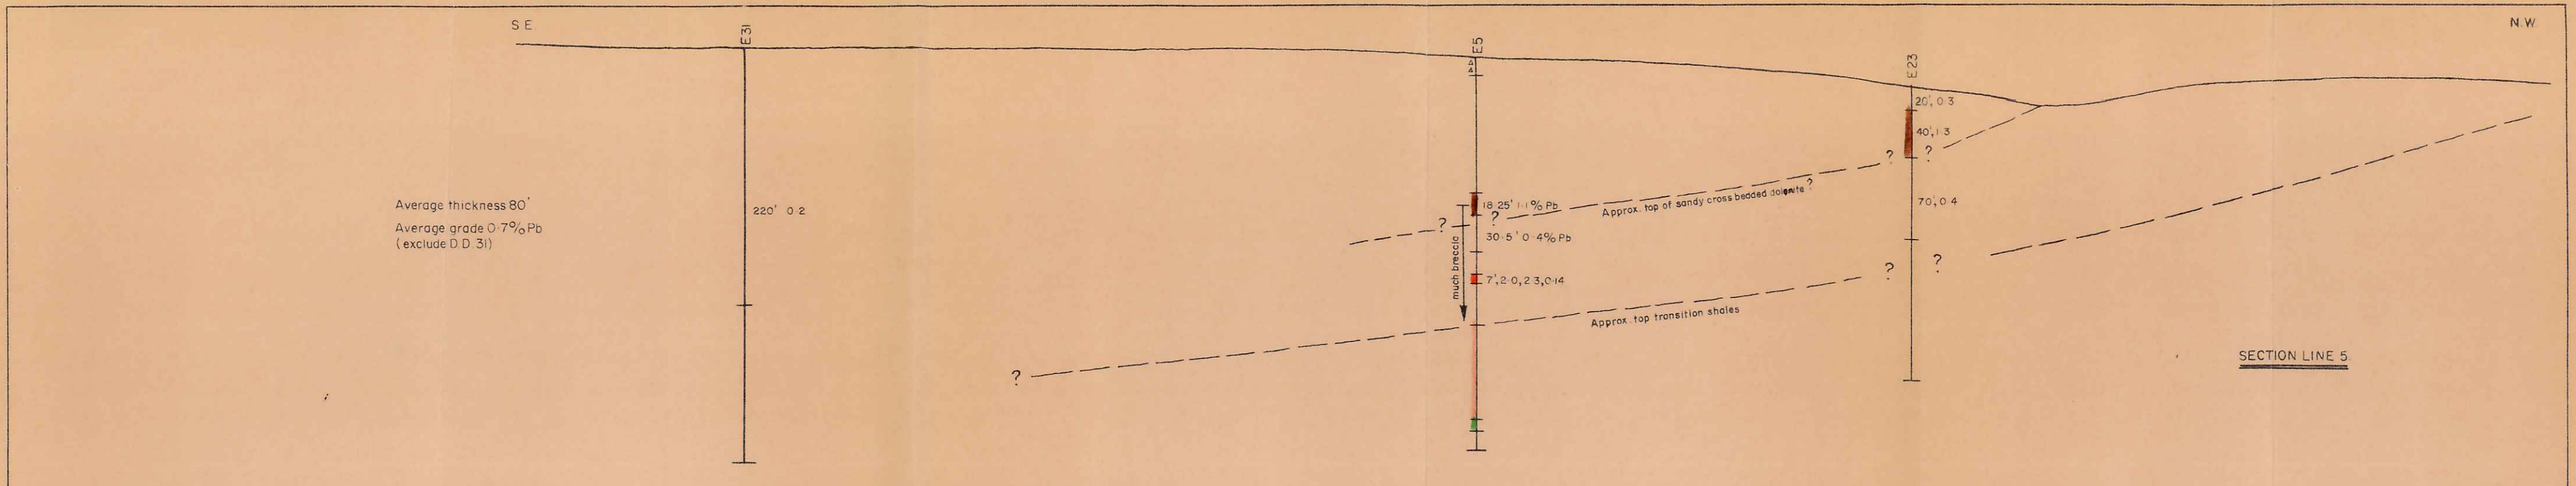 S E
N.W.
E31
E5
E23
20', 0·3
40', 1·3
? ?
Average thickness 80'
Average grade 0·7% Pb
(exclude D.D. 31)
220' 0·2
18·25' 1·1% Pb
Approx. top of sandy cross bedded dolomite ?
70', 0·4
? ?
30·5' 0·4% Pb
much breccia
7', 2·0, 2·3, 0·14
? ?
Approx. top transition shales
?
SECTION LINE 5.